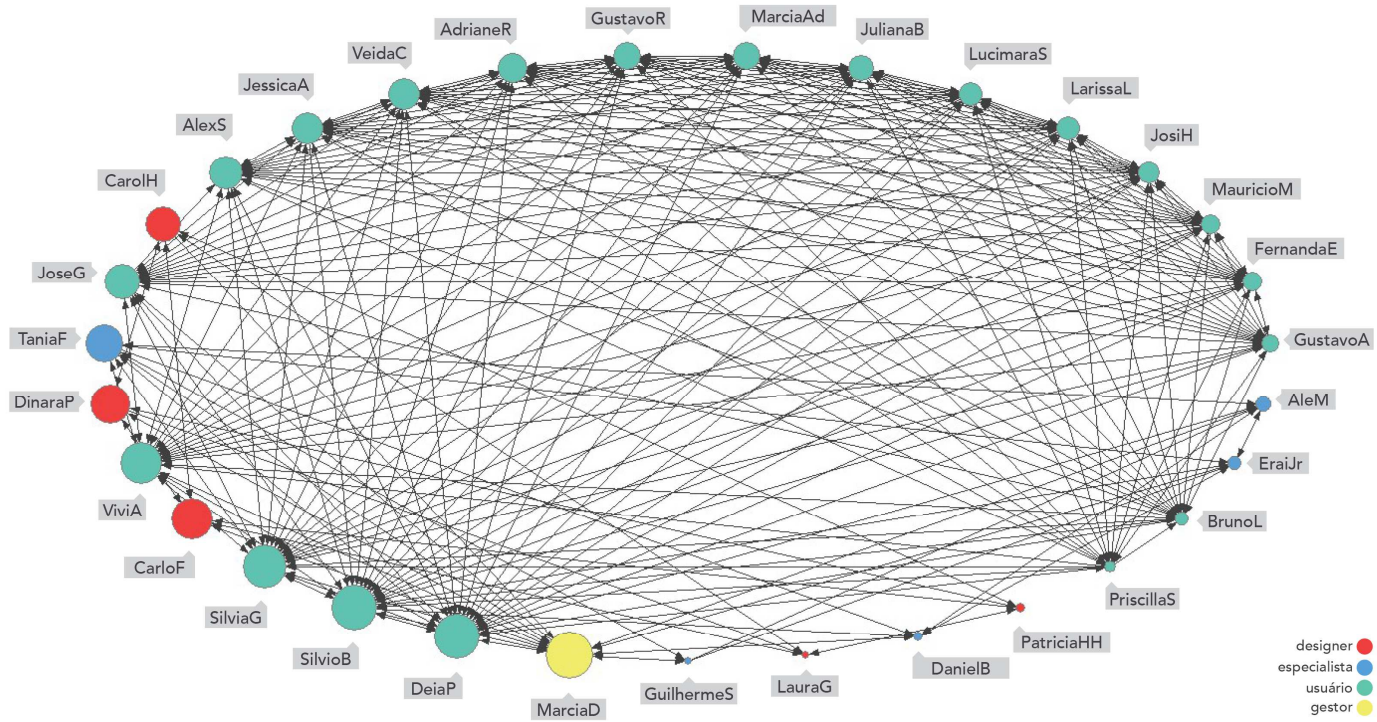 GustavoR
MarciaAd
AdrianeR
JulianaB
VeidaC
LucimaraS
JessicaA
LarissaL
AlexS
JosiH
CarolH
MauricioM
JoseG
FernandaE
TaniaF
GustavoA
DinaraP
AleM
EraiJr
ViviA
BrunoL
CarloF
PriscillaS
SilviaG
PatriciaHH
SilvioB
DanielB
DeiaP
GuilhermeS
LauraG
MarciaD
designer
especialista
usuário
gestor